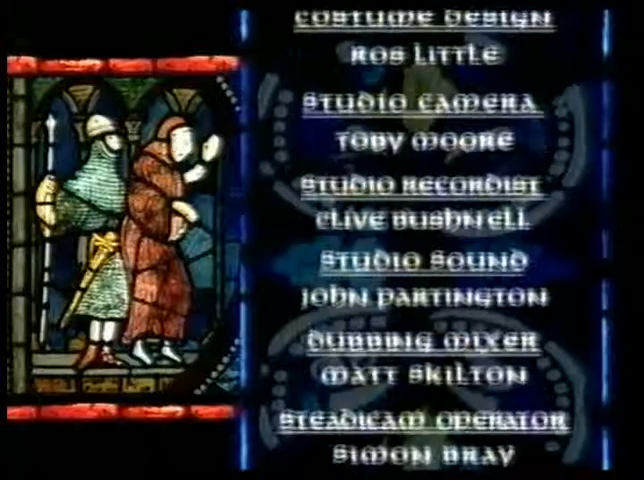 COSTUME DESIGN
ROS LITTLE
STUDIO CAMERA
TOBY MOORE
STUDIO RECORDIST
CLIVE BUSHNELL
STUDIO SOUND
JOHN PARTINGTON
DUBBING MIXER
MATT SKILTON
STEADICAM OPERATOR
SIMON BRAY